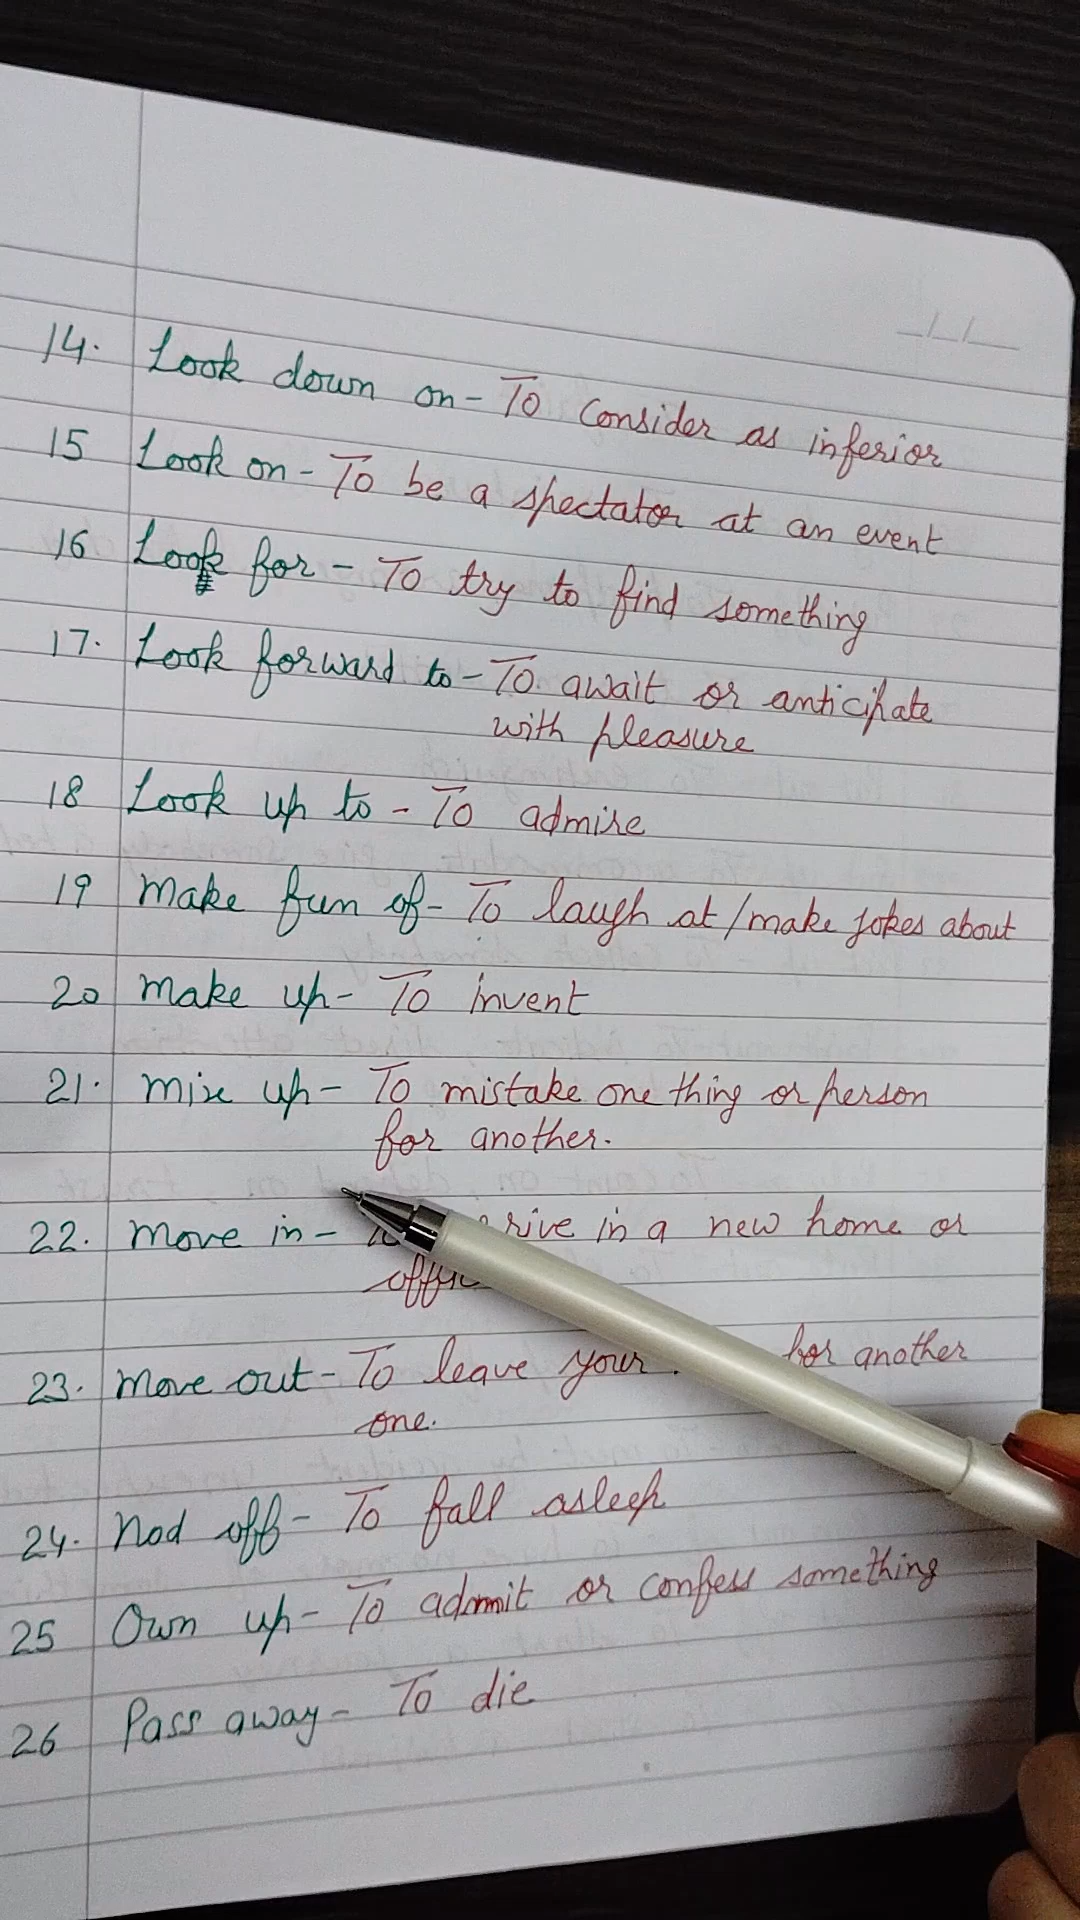 14. Look down on - To consider as inferior
15 Look on - To be a spectator at an event
16 Look for - To try to find something
17. Look forward to - To await or anticipate
with pleasure
18 Look up to - To admire
19 Make fun of - To laugh at/make jokes about
20 Make up - To invent
21. Mix up - To mistake one thing or person
for another.
22. Move in - in a new home or
23. Move out - To leave your for another
one.
24. Nod off - To fall asleep
25 Own up - To admit or confess something
26 Pass away - To die